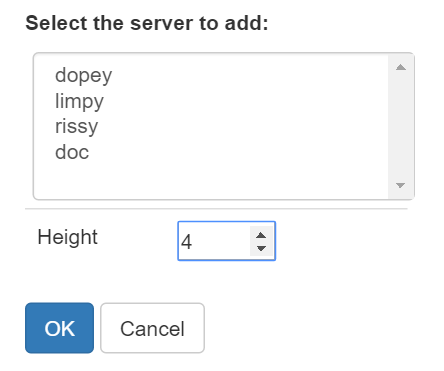 Select the server to add:
dopey
limpy
rissy
doc
Height 4
OK Cancel